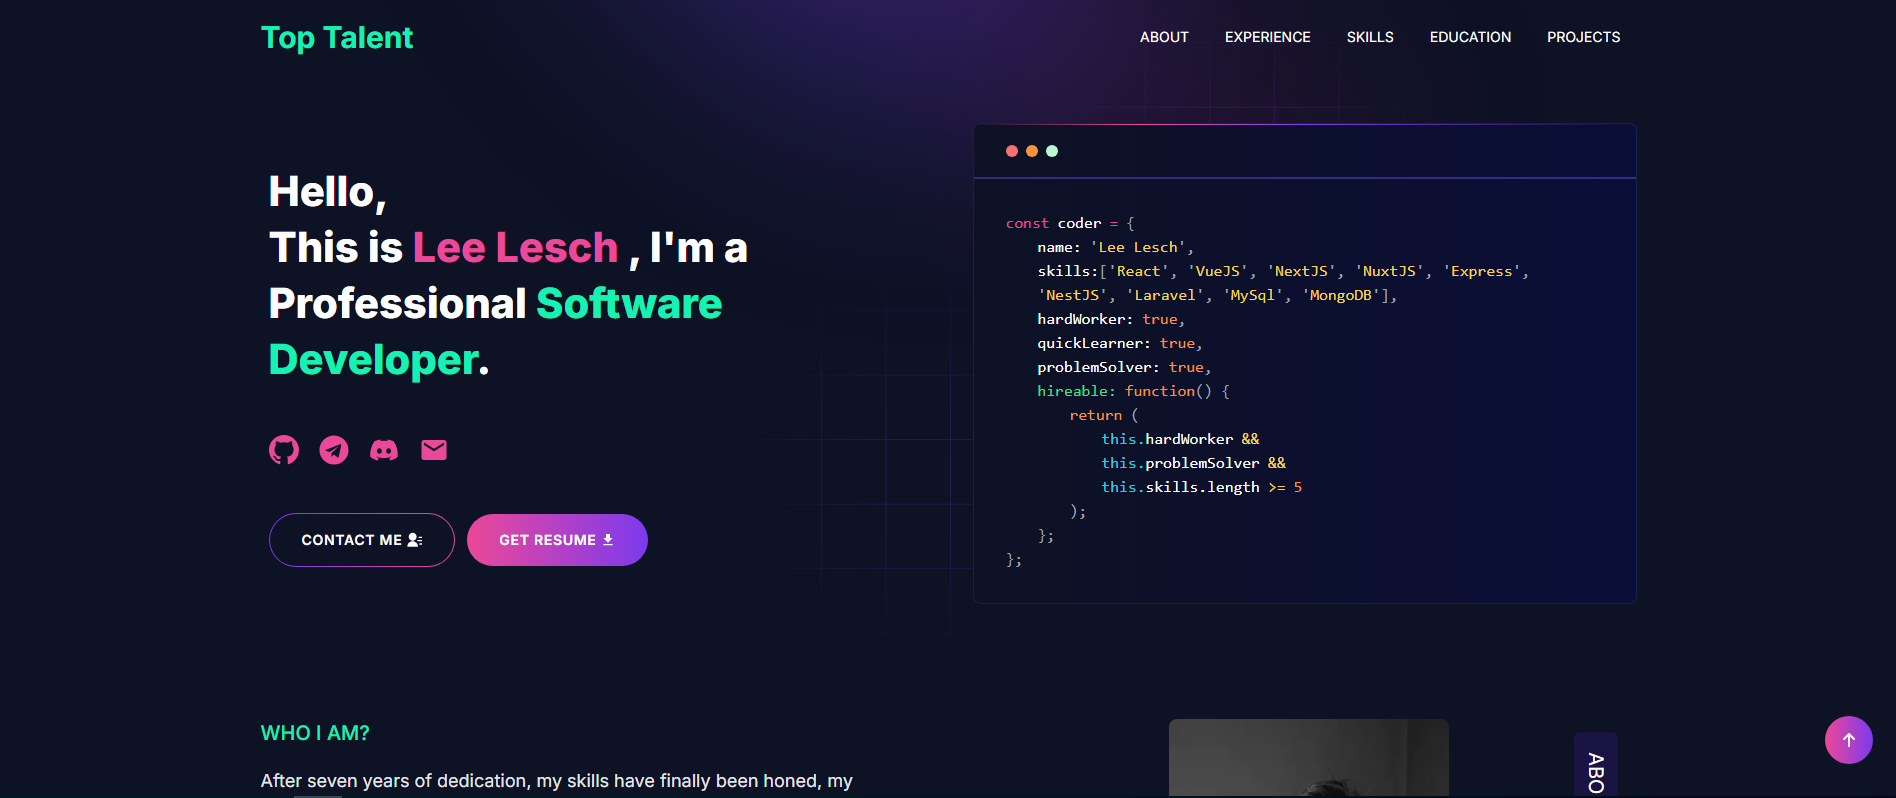 Top Talent
ABOUT EXPERIENCE SKILLS EDUCATION PROJECTS
Hello,
This is Lee Lesch , I'm a
Professional Software
Developer.
CONTACT ME GET RESUME
const coder = {
name: 'Lee Lesch',
skills:['React', 'VueJS', 'NextJS', 'NuxtJS', 'Express',
'NestJS', 'Laravel', 'MySql', 'MongoDB'],
hardWorker: true,
quickLearner: true,
problemSolver: true,
hireable: function() {
return (
this.hardWorker &&
this.problemSolver &&
this.skills.length >= 5
);
};
};
WHO I AM?
After seven years of dedication, my skills have finally been honed, my
ABO